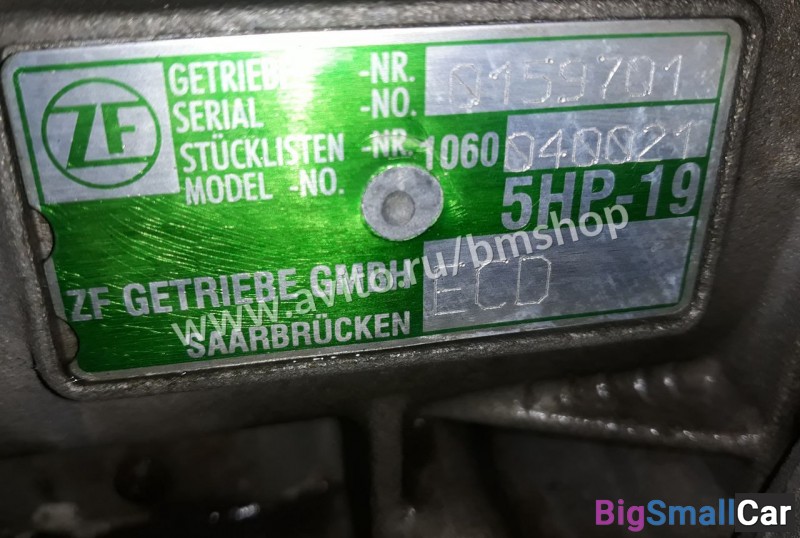 ZF
GETRIEBE -NR. 0159701
SERIAL -NO.
STÜCKLISTEN -NR. 1060 040021
MODEL -NO.
5HP-19
www.avito.ru/bmshop
ZF GETRIEBE GMBH ECD
SAARBRÜCKEN
BigSmallCar